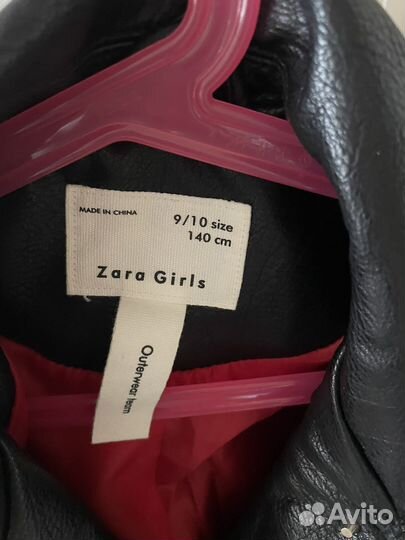 MADE IN CHINA
9/10 size
140 cm
Zara Girls
Outerwear team
Avito